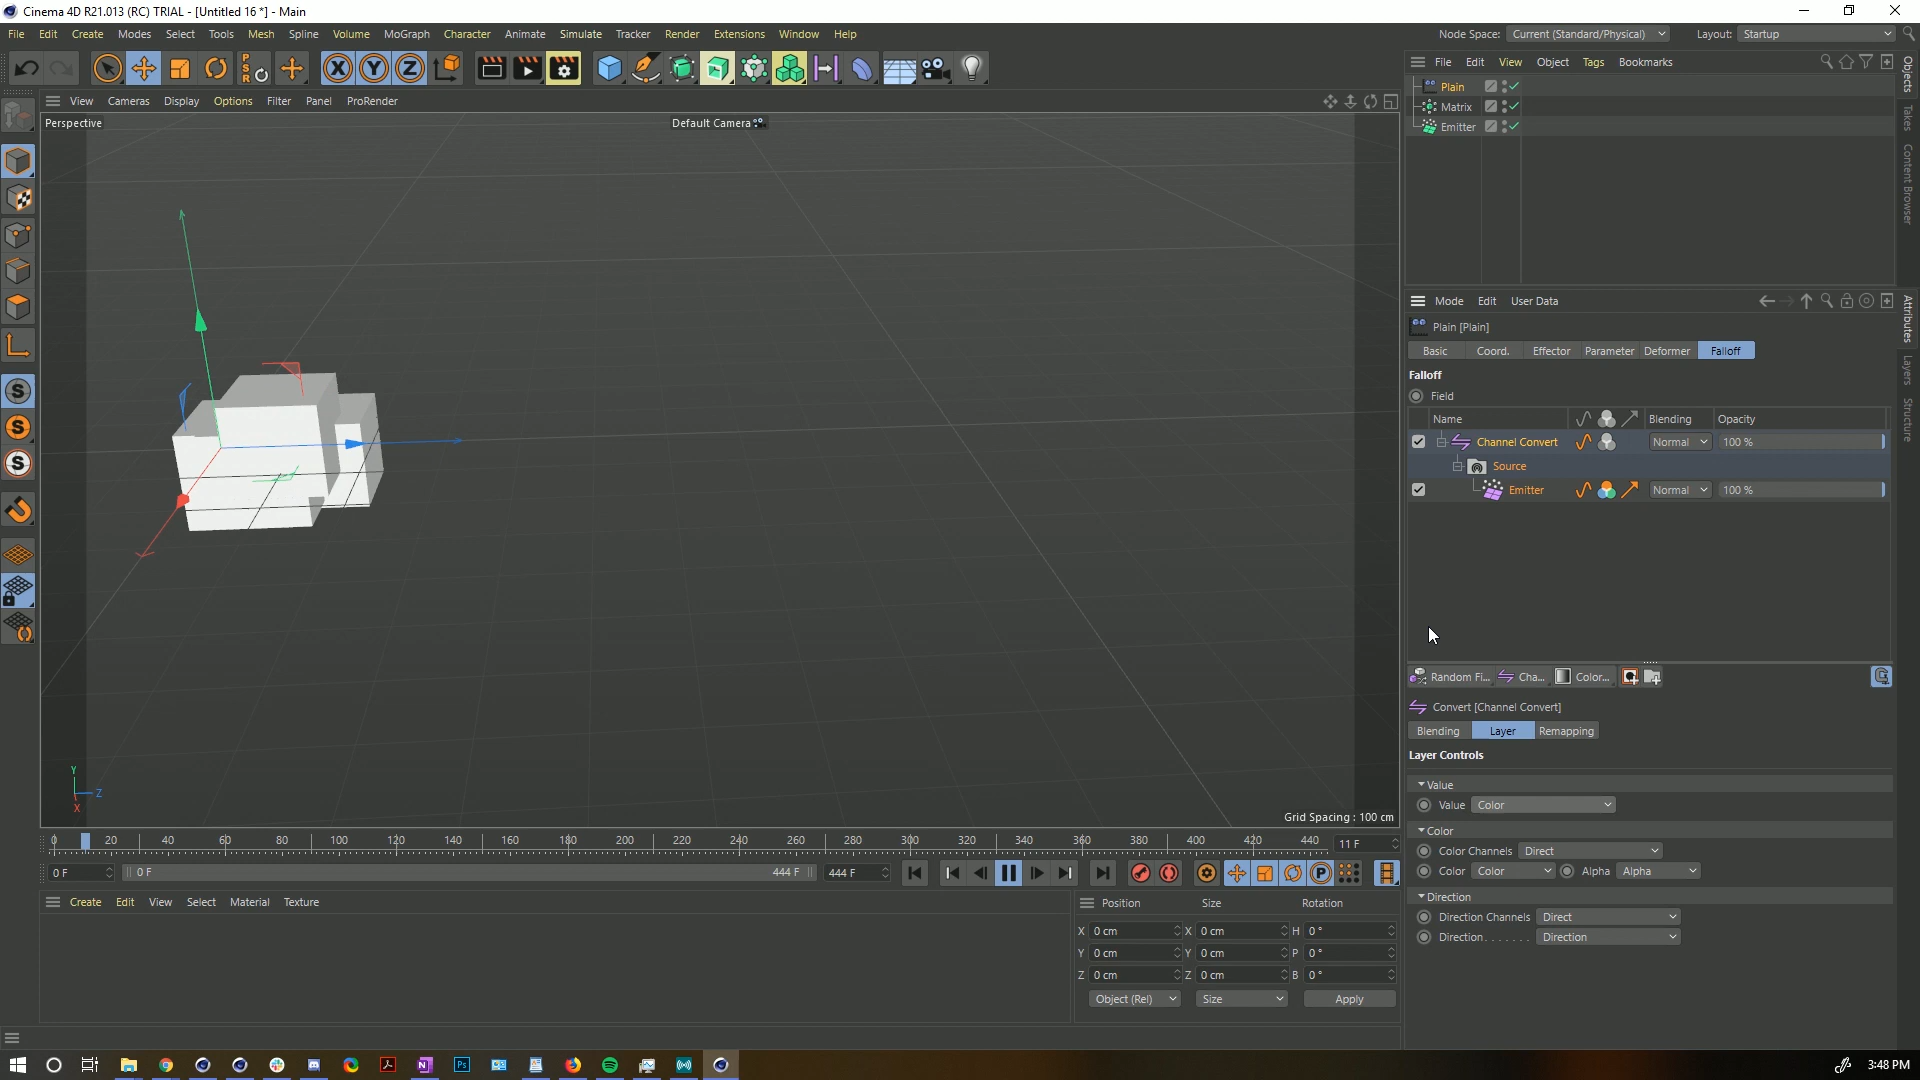 Cinema 4D R21.013 (RC) TRIAL - [Untitled 16 *] - Main
File Edit Create Modes Select Tools Mesh Spline Volume MoGraph Character Animate Simulate Tracker Render Extensions Window Help
Node Space: Current (Standard/Physical) Layout: Startup
P S R
X Y Z
File Edit View Object Tags Bookmarks
View Cameras Display Options Filter Panel ProRender
Perspective
Default Camera
Plain
Matrix
Emitter
Objects
Takes
Content Browser
Mode Edit User Data
Plain [Plain]
Basic Coord. Effector Parameter Deformer Falloff
Falloff
Field
Name Blending Opacity
Channel Convert Normal 100 %
Source
Emitter Normal 100 %
Attributes
Layers
Structure
S
S
S
Random Fi... Cha... Color...
Convert [Channel Convert]
Blending Layer Remapping
Layer Controls
Value
Value Color
Color
Color Channels Direct
Color Color Alpha Alpha
Direction
Direction Channels Direct
Direction. . . . . . . Direction
Y
Z
X
Grid Spacing : 100 cm
0 20 40 60 80 100 120 140 160 180 200 220 240 260 280 300 320 340 360 380 400 420 440 11 F
0 F 0 F 444 F 444 F P
Create Edit View Select Material Texture
Position Size Rotation
X 0 cm X 0 cm H 0 °
Y 0 cm Y 0 cm P 0 °
Z 0 cm Z 0 cm B 0 °
Object (Rel) Size Apply
N Ps 3:48 PM